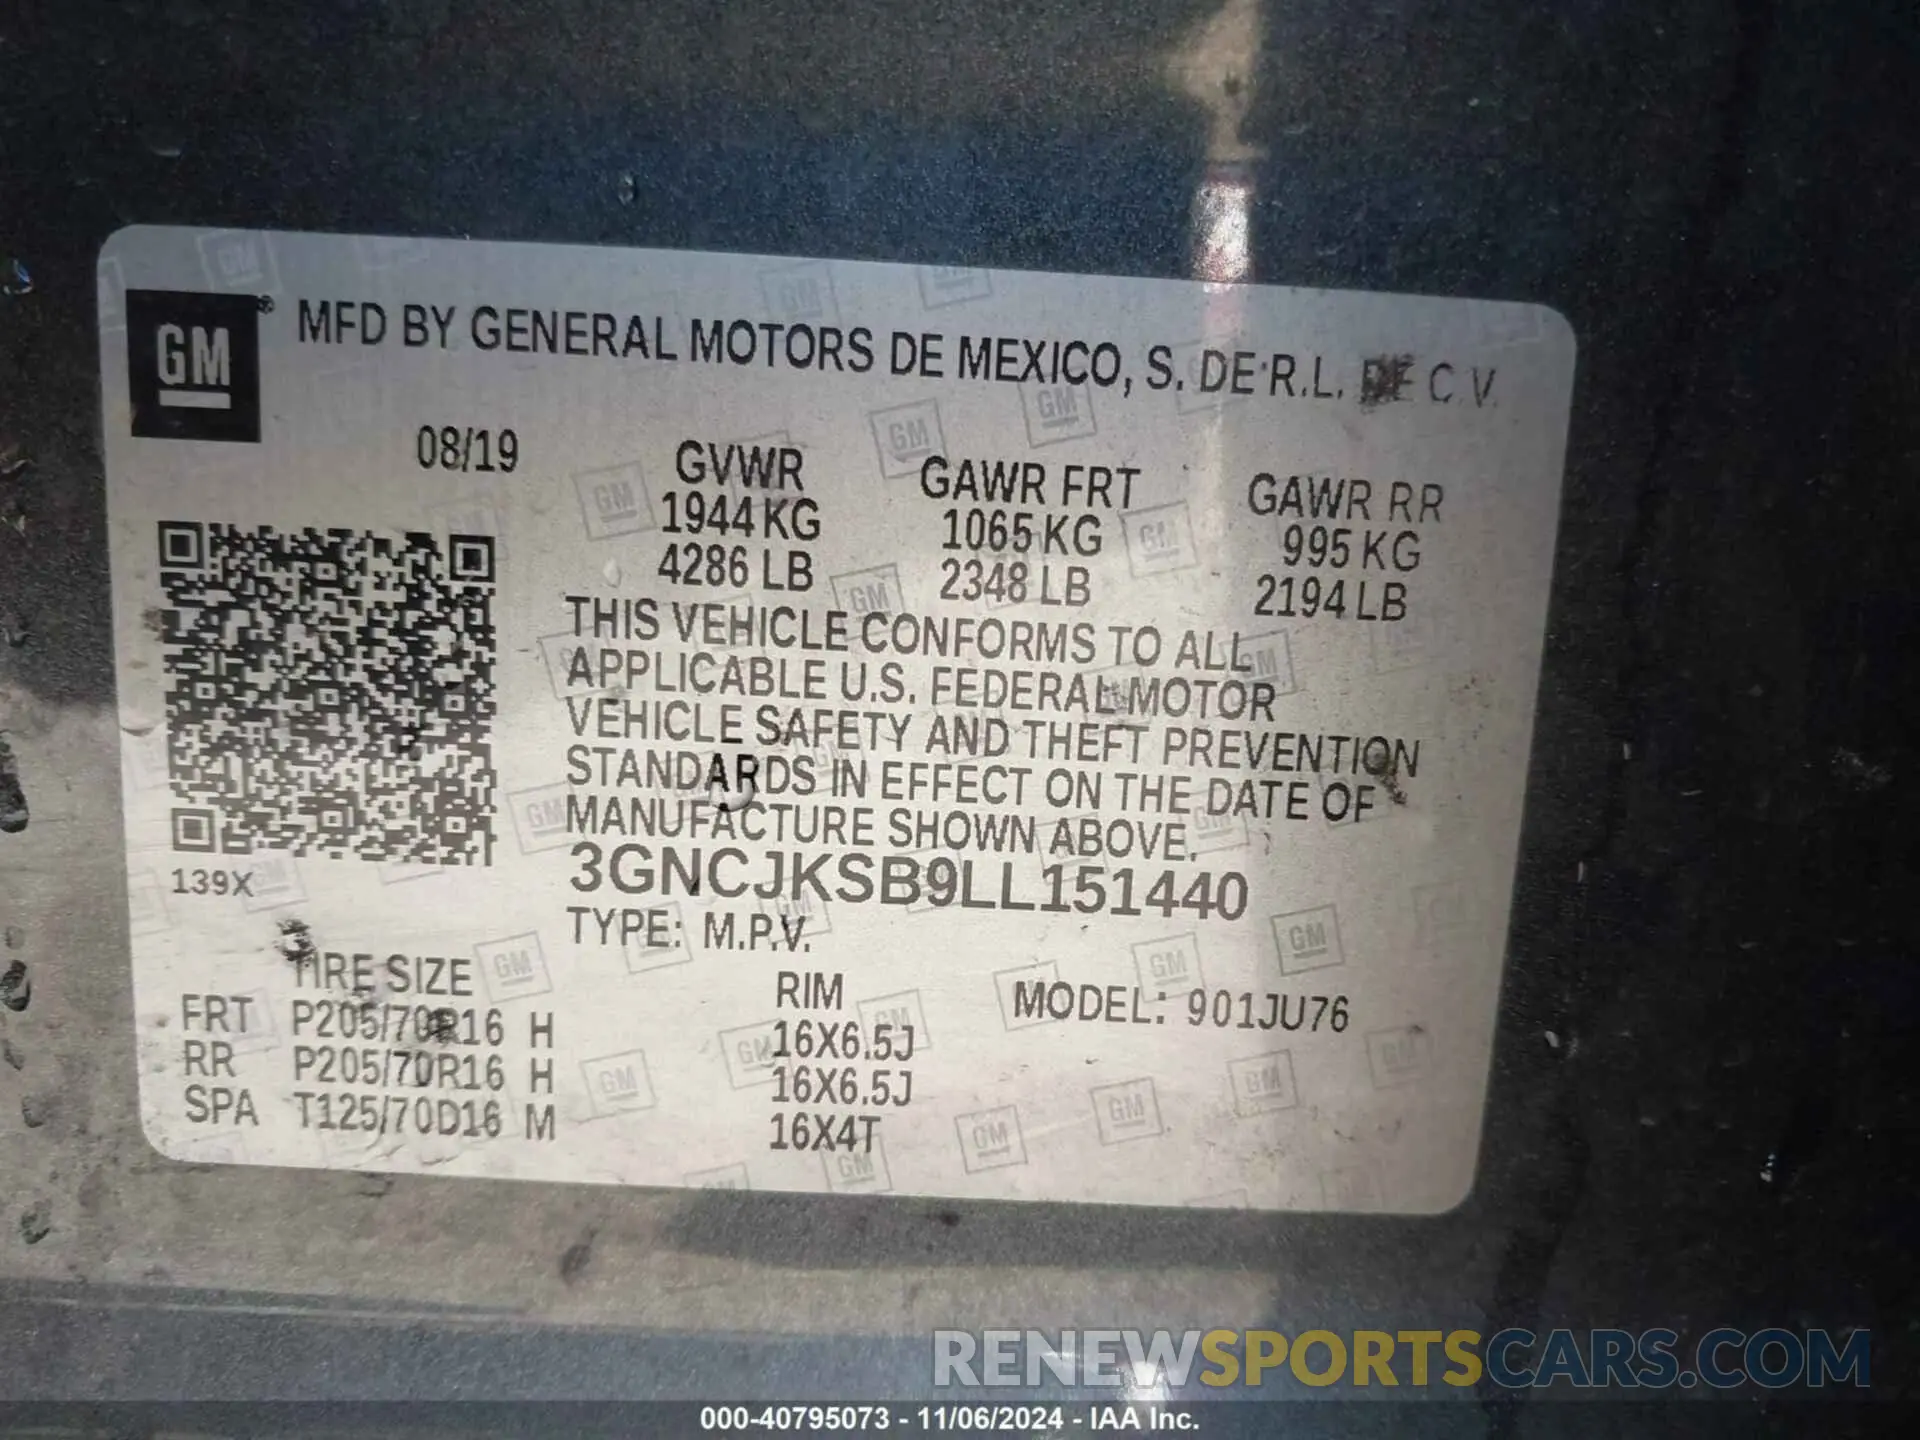 GM® MFD BY GENERAL MOTORS DE MEXICO, S. DE R.L. DE C.V.
08/19 GVWR GAWR FRT GAWR RR
1944 KG 1065 KG 995 KG
4286 LB 2348 LB 2194 LB
THIS VEHICLE CONFORMS TO ALL
APPLICABLE U.S. FEDERAL MOTOR
VEHICLE SAFETY AND THEFT PREVENTION
STANDARDS IN EFFECT ON THE DATE OF
MANUFACTURE SHOWN ABOVE.
139X 3GNCJKSB9LL151440
TYPE: M.P.V.
TIRE SIZE RIM MODEL: 901JU76
FRT P205/70R16 H 16X6.5J
RR P205/70R16 H 16X6.5J
SPA T125/70D16 M 16X4T
RENEWSPORTSCARS.COM
000-40795073 - 11/06/2024 - IAA Inc.